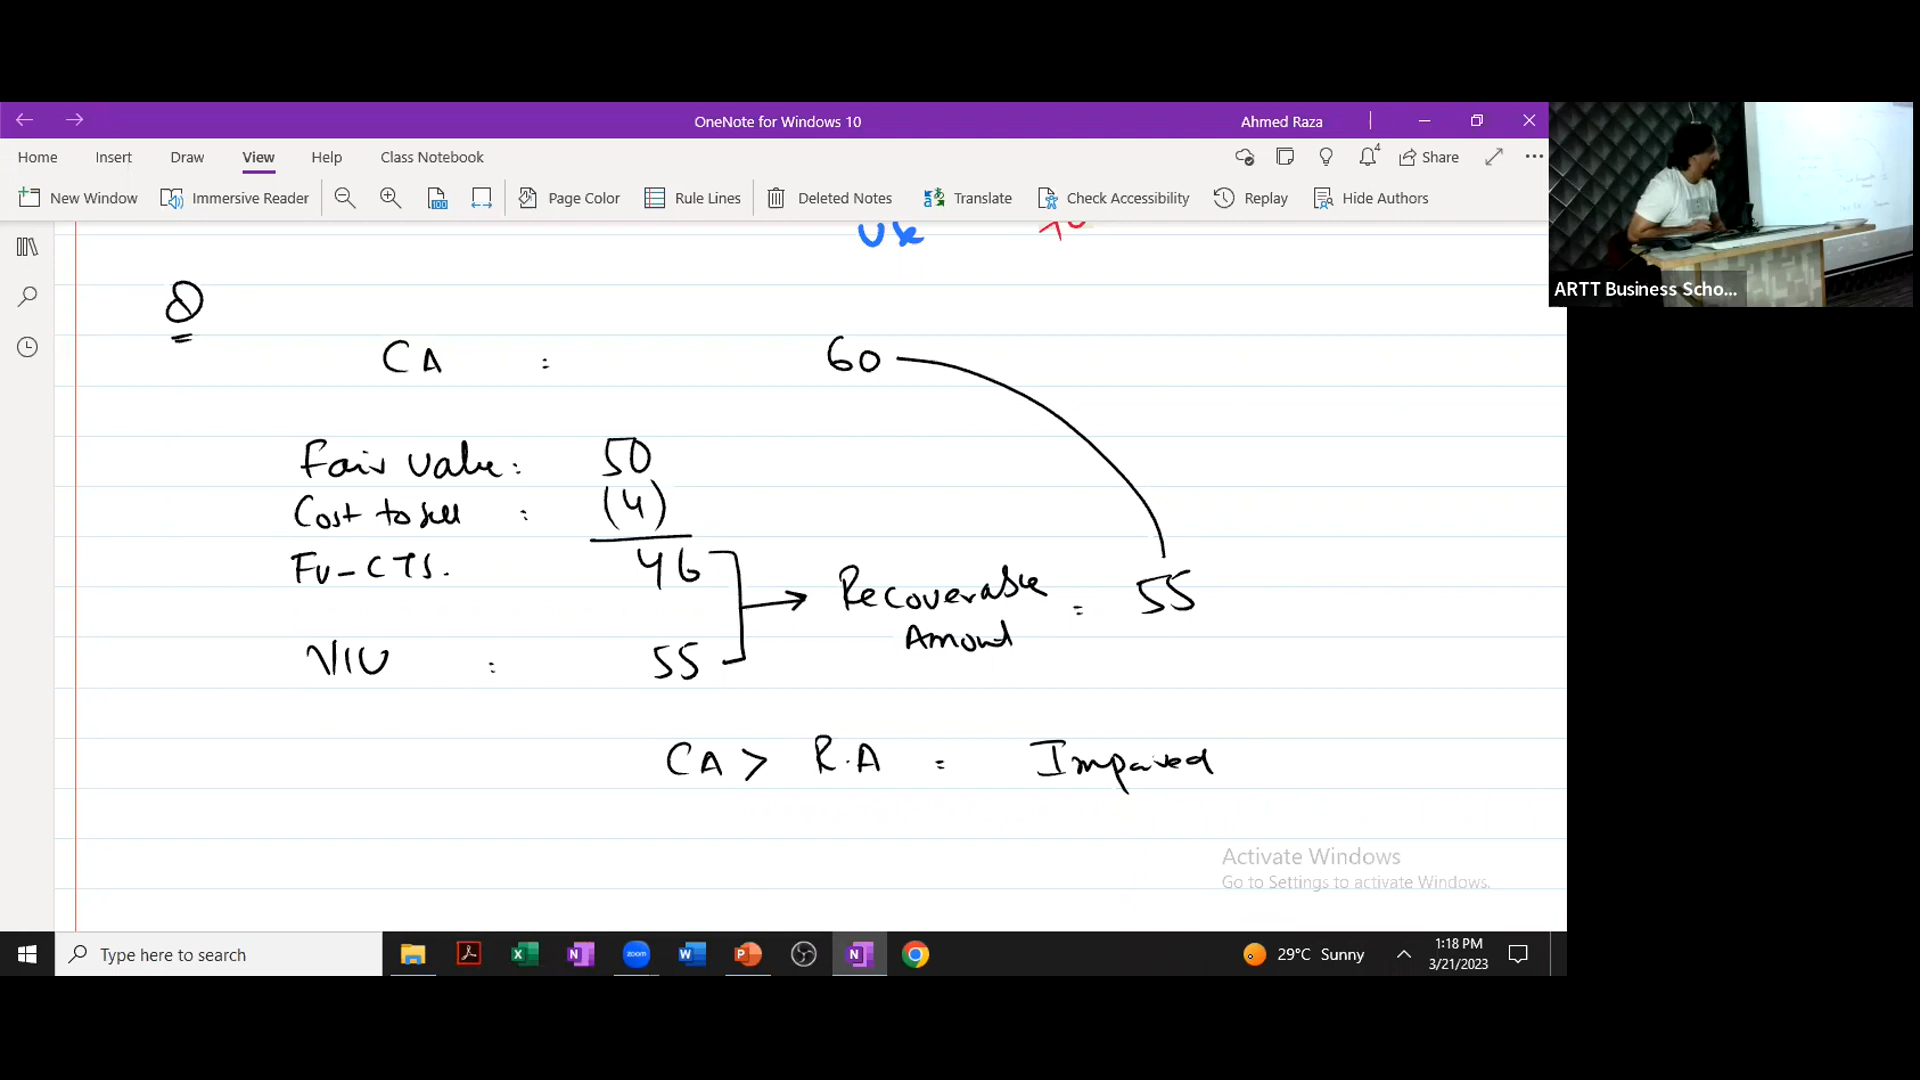 OneNote for Windows 10
Ahmed Raza
Home Insert Draw View Help Class Notebook
4
Share
New Window Immersive Reader 100 Page Color Rule Lines Deleted Notes Translate Check Accessibility Replay Hide Authors
ARTT Business Scho...
8
CA : 60
Fair value : 50
Cost to sell : (4)
FV-CTS. 46
Recoverable Amount = 55
VIU : 55
CA > R.A = Impaired
Activate Windows
Go to Settings to activate Windows.
Type here to search
zoom
29°C Sunny
1:18 PM
3/21/2023